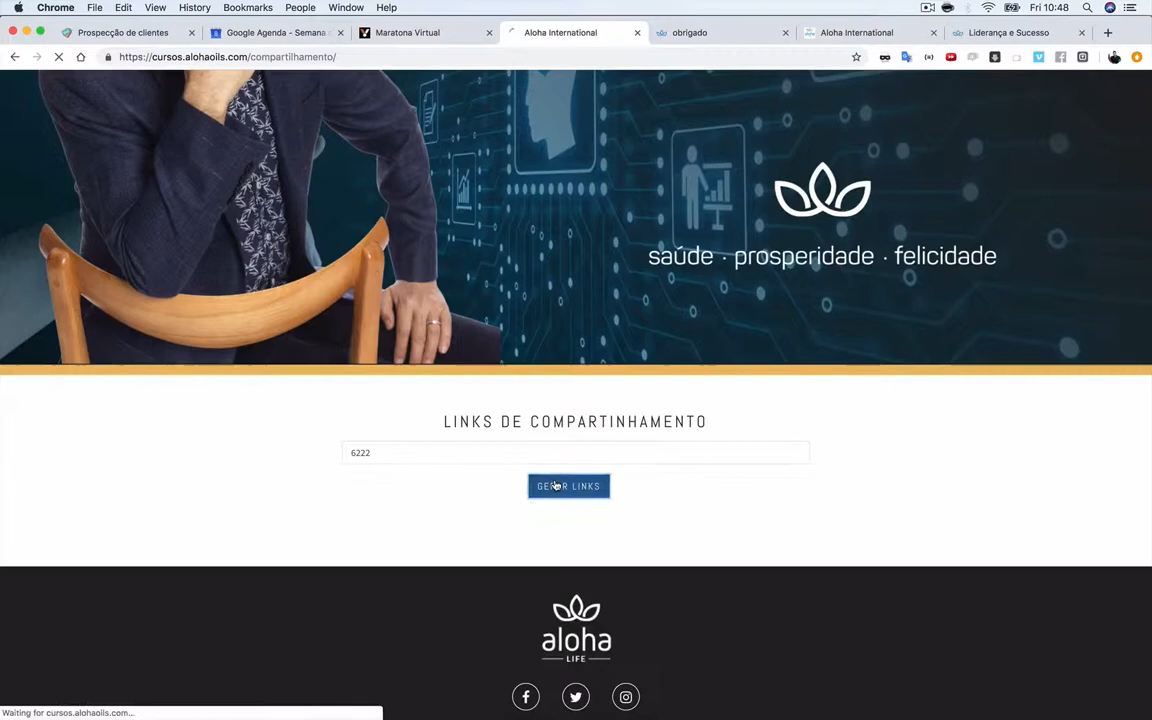 Chrome File Edit View History Bookmarks People Window Help Fri 10:48
Prospecção de clientes Google Agenda - Semana Maratona Virtual Aloha International obrigado Aloha International Liderança e Sucesso
https://cursos.alohaoils.com/compartilhamento/
saúde · prosperidade · felicidade
LINKS DE COMPARTINHAMENTO
6222
GERAR LINKS
aloha
LIFE
Waiting for cursos.alohaoils.com...